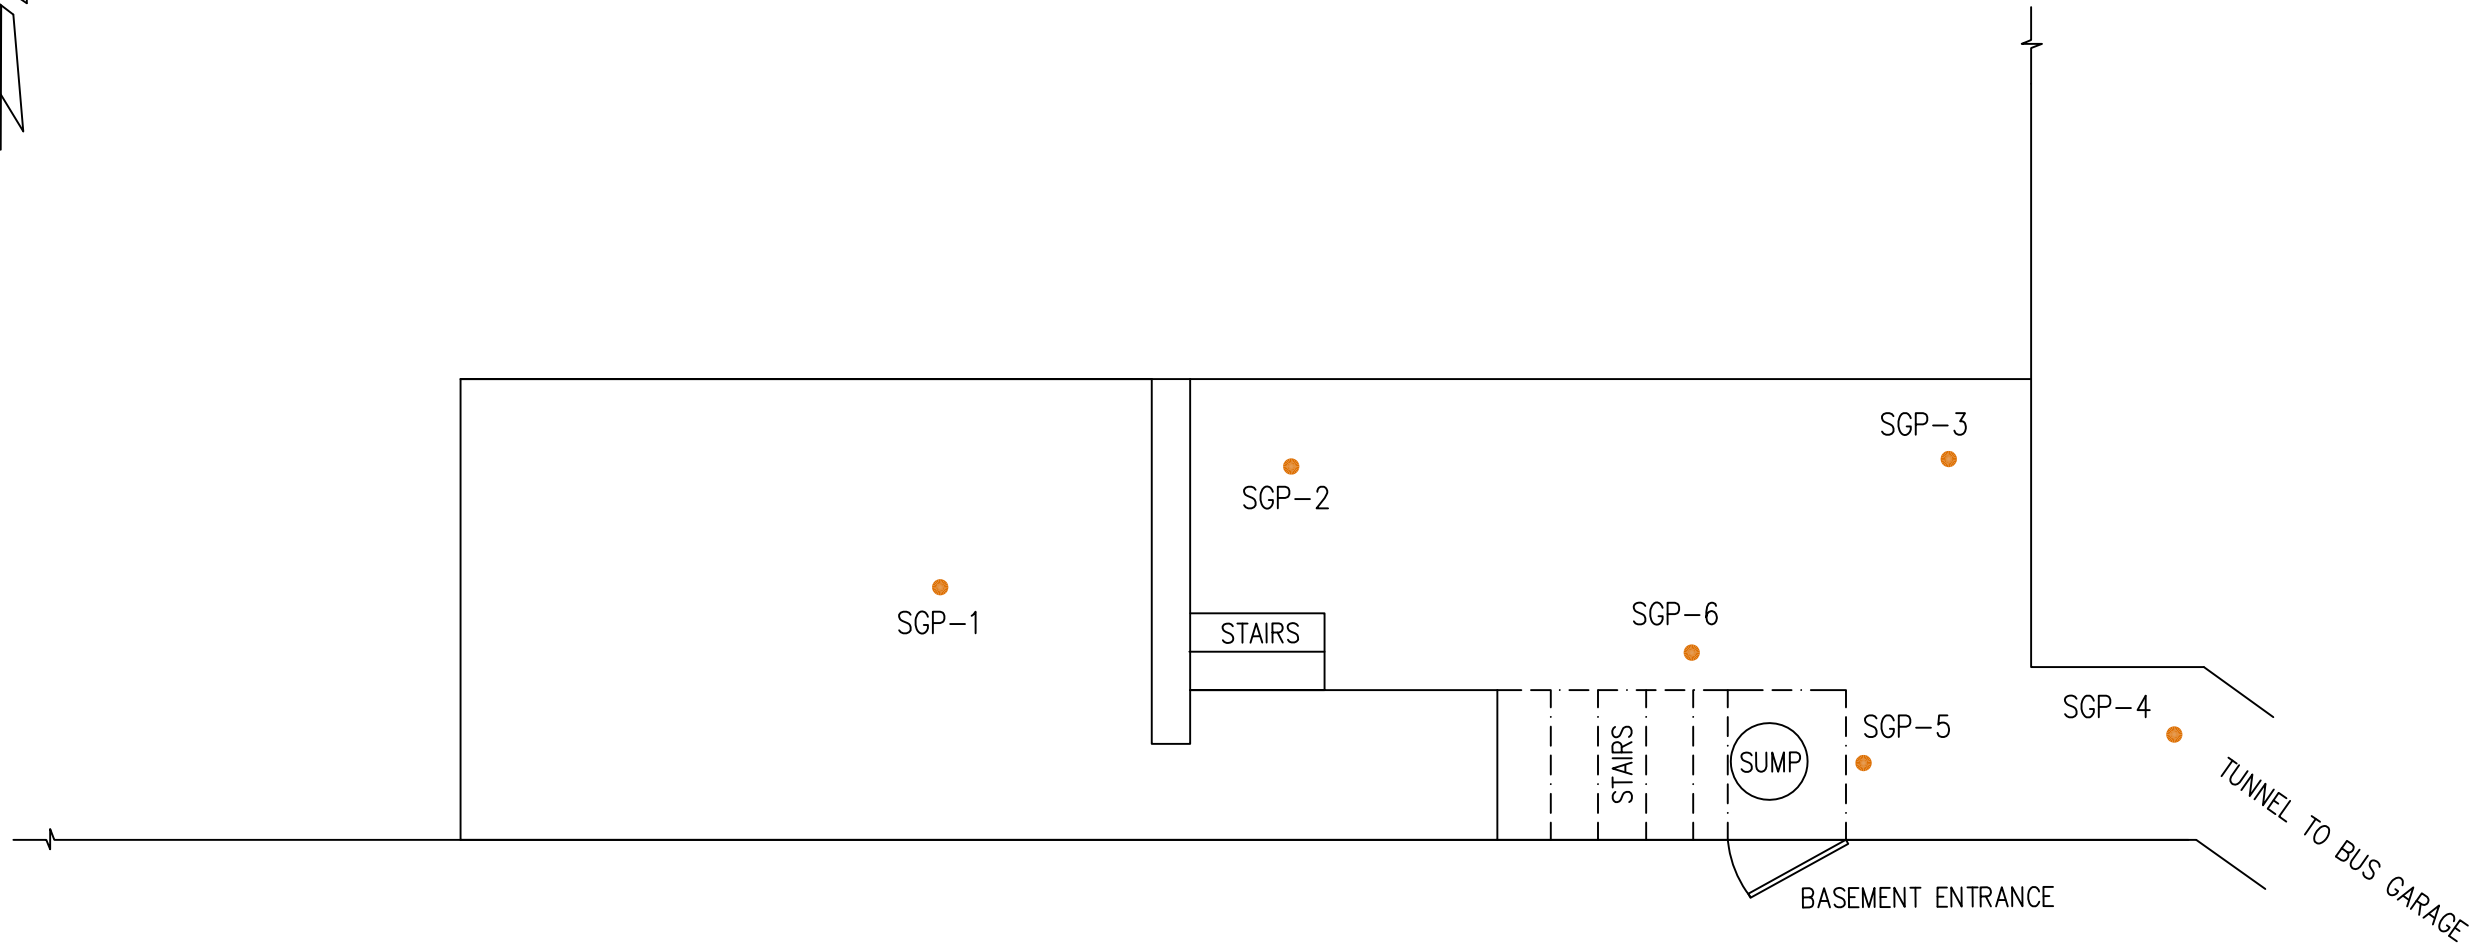 SGP-3
SGP-2
SGP-6
SGP-1
STAIRS
SGP-4
SGP-5
STAIRS
SUMP
TUNNEL TO BUS GARAGE
BASEMENT ENTRANCE